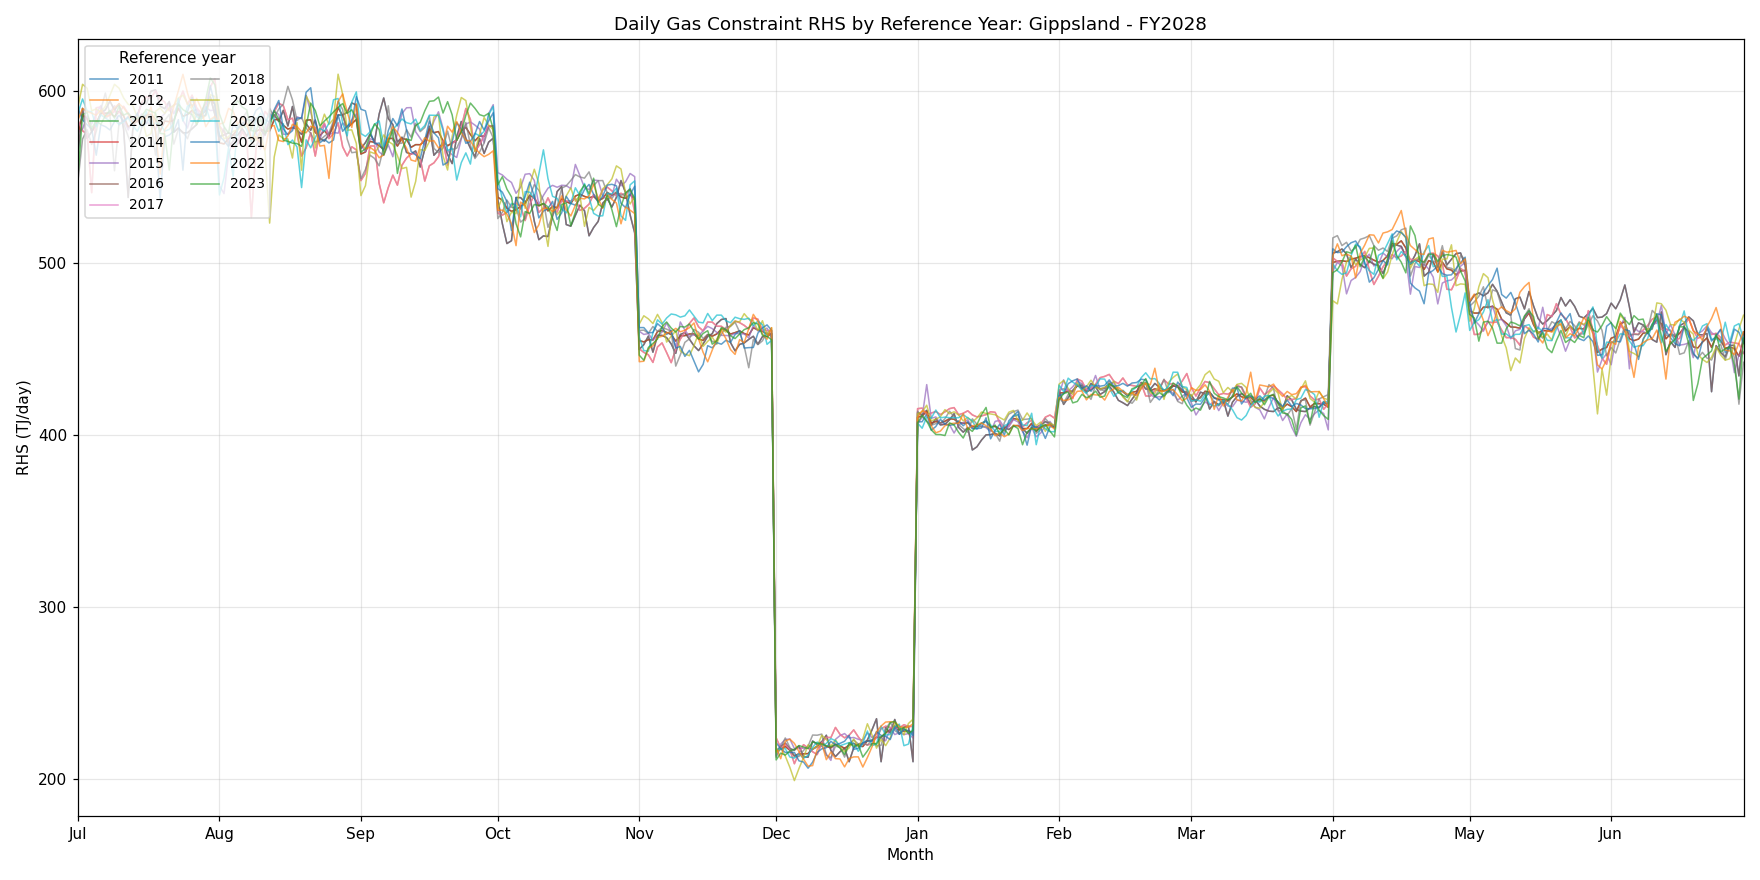 Daily Gas Constraint RHS by Reference Year: Gippsland - FY2028
Reference year
2011 2018
2012 2019
2013 2020
2014 2021
2015 2022
2016 2023
2017
RHS (TJ/day)
600
500
400
300
200
Jul Aug Sep Oct Nov Dec Jan Feb Mar Apr May Jun
Month